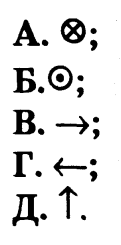 А. ⊗;
Б. ⊙;
В. →;
Г. ←;
Д. ↑.